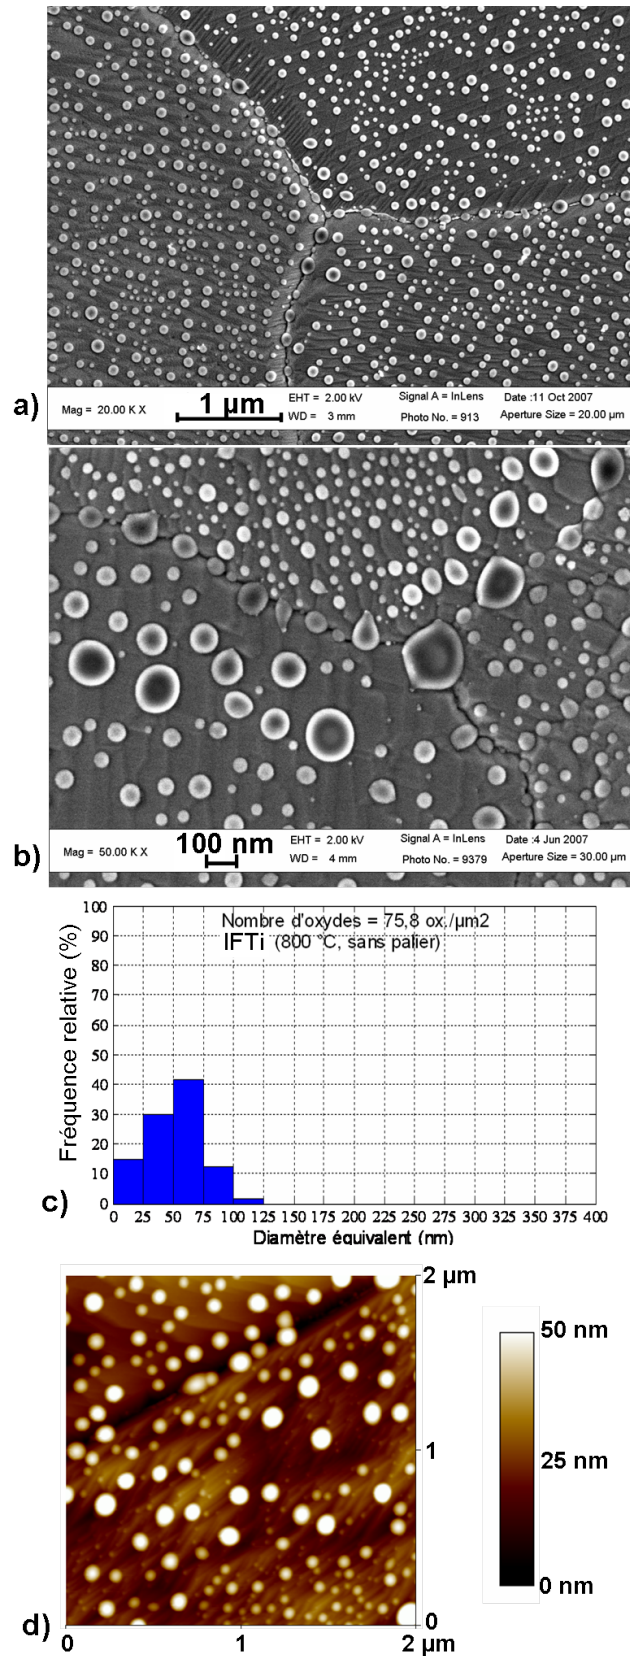 a)
Mag = 20.00 K X
1 µm
EHT = 2.00 kV
WD = 3 mm
Signal A = InLens
Photo No. = 913
Date :11 Oct 2007
Aperture Size = 20.00 µm
b)
Mag = 50.00 K X
100 nm
EHT = 2.00 kV
WD = 4 mm
Signal A = InLens
Photo No. = 9379
Date :4 Jun 2007
Aperture Size = 30.00 µm
c)
Nombre d'oxydes = 75,8 ox./µm2
IFTi (800 °C, sans palier)
Fréquence relative (%)
100
90
80
70
60
50
40
30
20
10
0
0 25 50 75 100 125 150 175 200 225 250 275 300 325 350 375 400
Diamètre équivalent (nm)
d)
2 µm
1
0
0 1 2 µm
50 nm
25 nm
0 nm